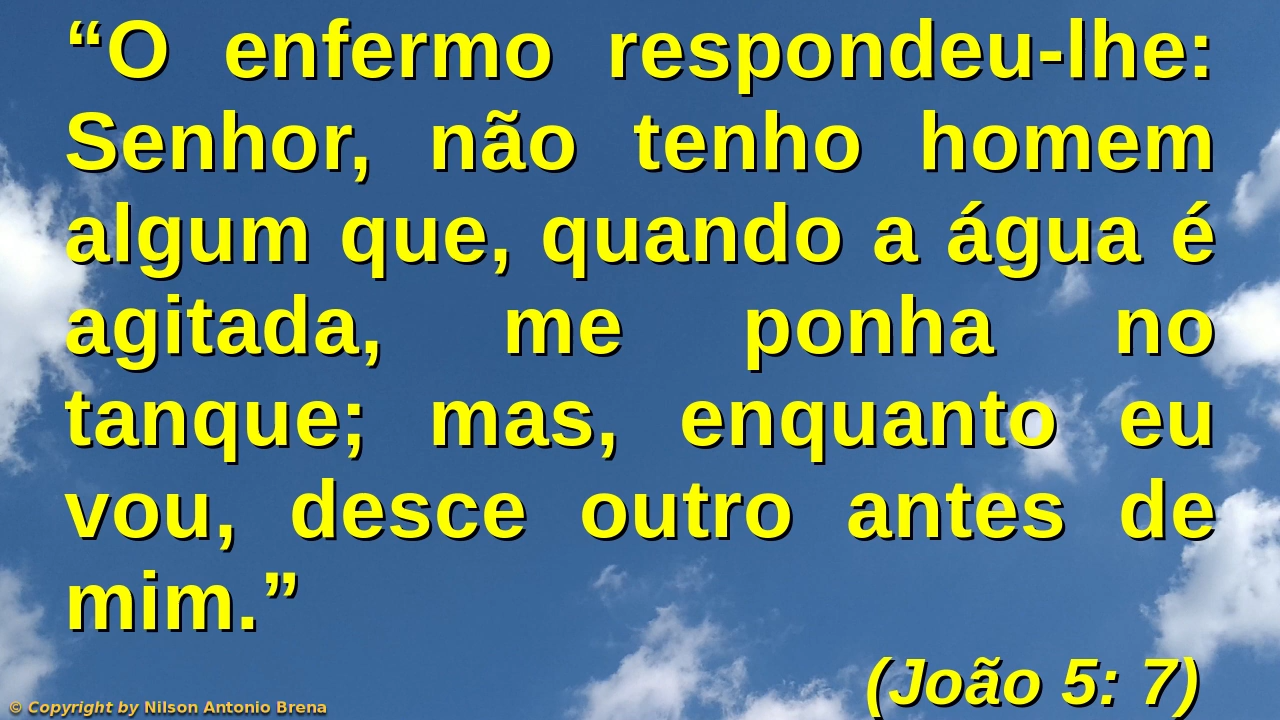 “O enfermo respondeu-lhe:
Senhor, não tenho homem
algum que, quando a água é
agitada, me ponha no
tanque; mas, enquanto eu
vou, desce outro antes de
mim.”
(João 5: 7)
© Copyright by Nilson Antonio Brena